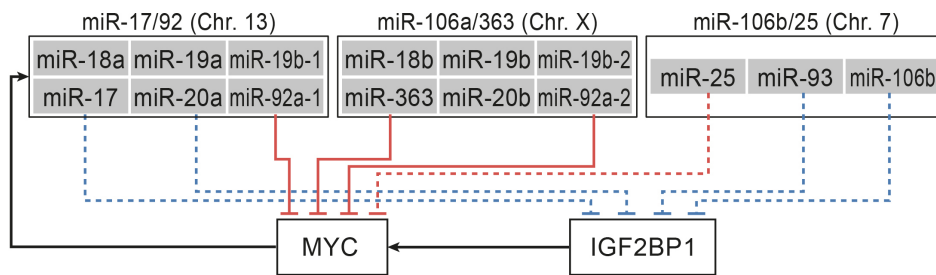 miR-17/92 (Chr. 13) miR-106a/363 (Chr. X) miR-106b/25 (Chr. 7)
miR-18a miR-19a miR-19b-1 miR-18b miR-19b miR-19b-2
miR-25 miR-93 miR-106b
miR-17 miR-20a miR-92a-1 miR-363 miR-20b miR-92a-2
MYC IGF2BP1